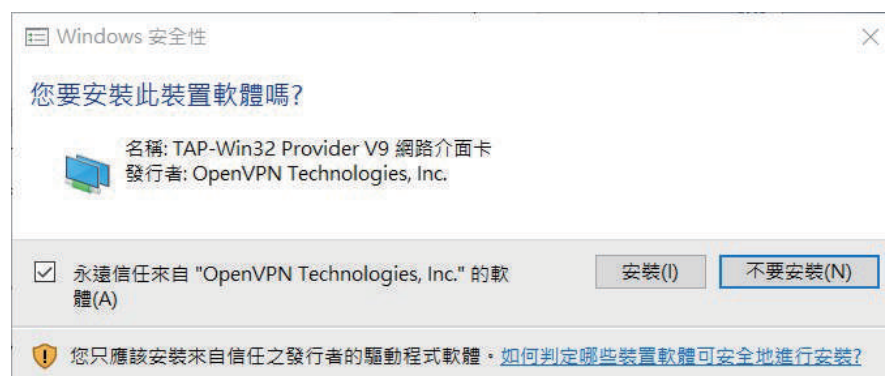 Windows 安全性
您要安裝此裝置軟體嗎?
名稱: TAP-Win32 Provider V9 網路介面卡
發行者: OpenVPN Technologies, Inc.
永遠信任來自 "OpenVPN Technologies, Inc." 的軟
體(A)
安裝(I)
不要安裝(N)
您只應該安裝來自信任之發行者的驅動程式軟體。如何判定哪些裝置軟體可安全地進行安裝?